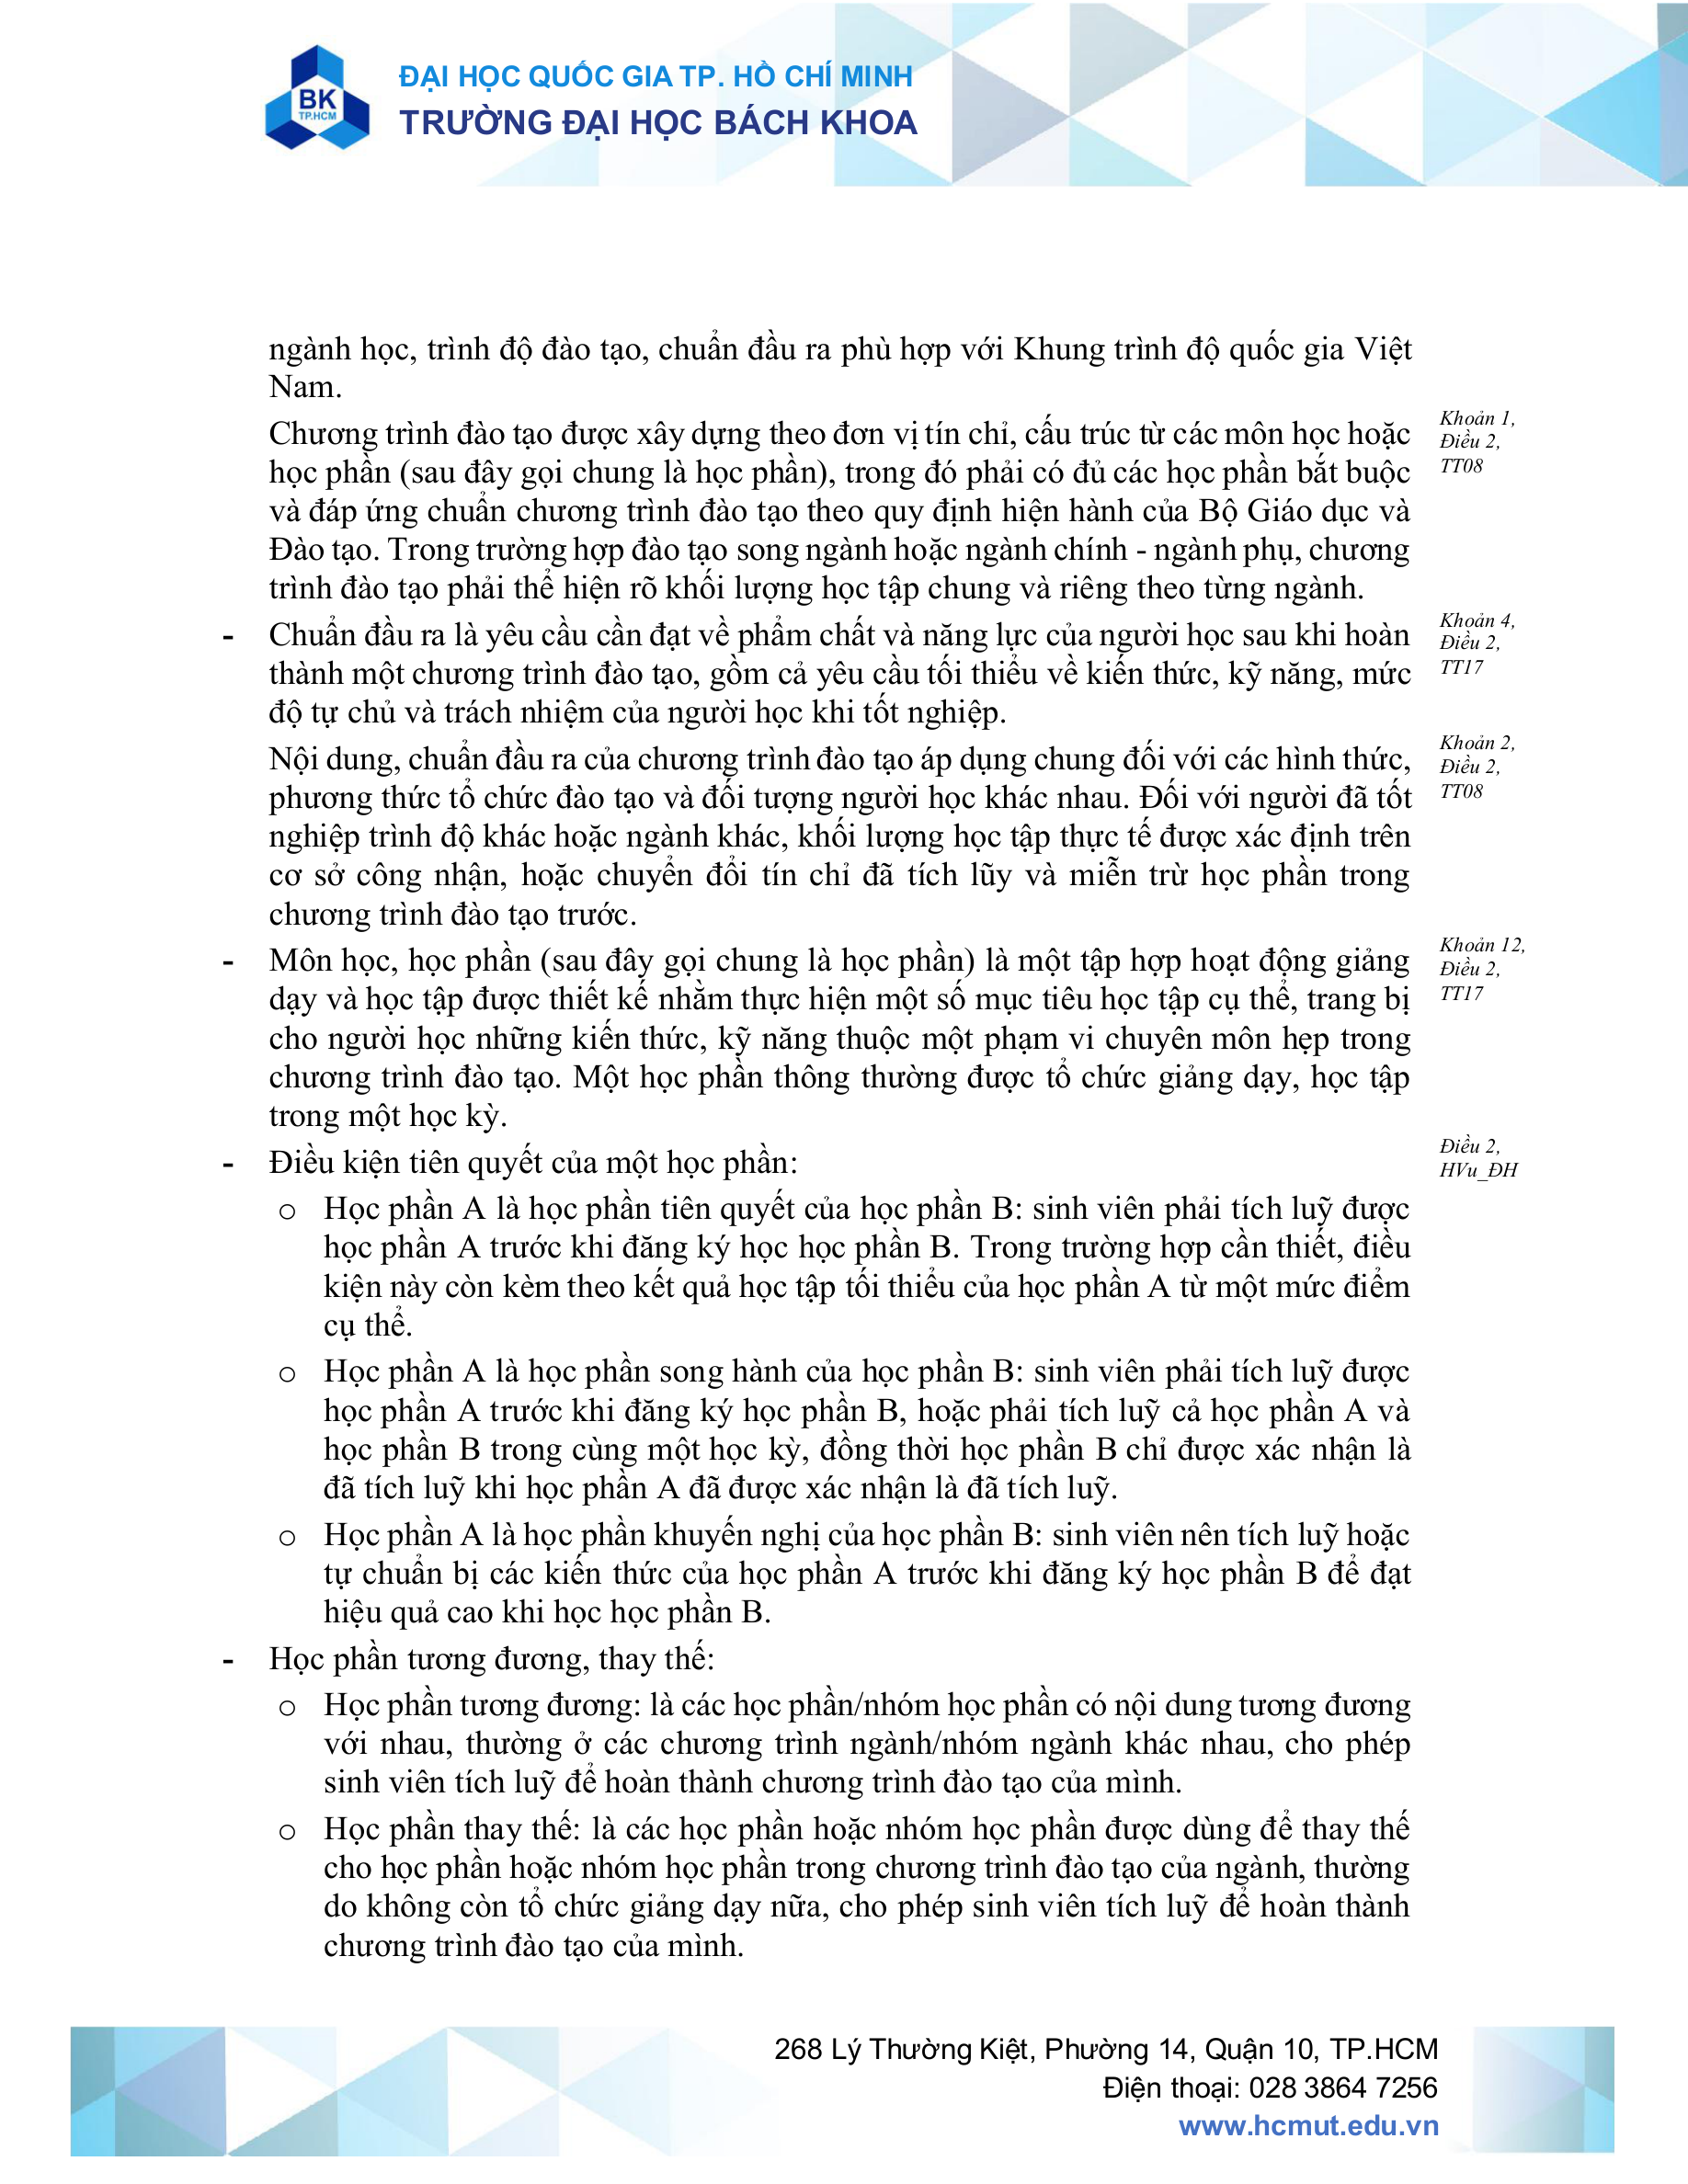 BK
TP.HCM
ĐẠI HỌC QUỐC GIA TP. HỒ CHÍ MINH
TRƯỜNG ĐẠI HỌC BÁCH KHOA
ngành học, trình độ đào tạo, chuẩn đầu ra phù hợp với Khung trình độ quốc gia Việt
Nam.
Chương trình đào tạo được xây dựng theo đơn vị tín chỉ, cấu trúc từ các môn học hoặc
học phần (sau đây gọi chung là học phần), trong đó phải có đủ các học phần bắt buộc
và đáp ứng chuẩn chương trình đào tạo theo quy định hiện hành của Bộ Giáo dục và
Đào tạo. Trong trường hợp đào tạo song ngành hoặc ngành chính - ngành phụ, chương
trình đào tạo phải thể hiện rõ khối lượng học tập chung và riêng theo từng ngành.
Khoản 1,
Điều 2,
TT08
- Chuẩn đầu ra là yêu cầu cần đạt về phẩm chất và năng lực của người học sau khi hoàn
thành một chương trình đào tạo, gồm cả yêu cầu tối thiểu về kiến thức, kỹ năng, mức
độ tự chủ và trách nhiệm của người học khi tốt nghiệp.
Khoản 4,
Điều 2,
TT17
Nội dung, chuẩn đầu ra của chương trình đào tạo áp dụng chung đối với các hình thức,
phương thức tổ chức đào tạo và đối tượng người học khác nhau. Đối với người đã tốt
nghiệp trình độ khác hoặc ngành khác, khối lượng học tập thực tế được xác định trên
cơ sở công nhận, hoặc chuyển đổi tín chỉ đã tích lũy và miễn trừ học phần trong
chương trình đào tạo trước.
Khoản 2,
Điều 2,
TT08
- Môn học, học phần (sau đây gọi chung là học phần) là một tập hợp hoạt động giảng
dạy và học tập được thiết kế nhằm thực hiện một số mục tiêu học tập cụ thể, trang bị
cho người học những kiến thức, kỹ năng thuộc một phạm vi chuyên môn hẹp trong
chương trình đào tạo. Một học phần thông thường được tổ chức giảng dạy, học tập
trong một học kỳ.
Khoản 12,
Điều 2,
TT17
- Điều kiện tiên quyết của một học phần:
Điều 2,
HVu_ĐH
o Học phần A là học phần tiên quyết của học phần B: sinh viên phải tích luỹ được
học phần A trước khi đăng ký học học phần B. Trong trường hợp cần thiết, điều
kiện này còn kèm theo kết quả học tập tối thiểu của học phần A từ một mức điểm
cụ thể.
o Học phần A là học phần song hành của học phần B: sinh viên phải tích luỹ được
học phần A trước khi đăng ký học phần B, hoặc phải tích luỹ cả học phần A và
học phần B trong cùng một học kỳ, đồng thời học phần B chỉ được xác nhận là
đã tích luỹ khi học phần A đã được xác nhận là đã tích luỹ.
o Học phần A là học phần khuyến nghị của học phần B: sinh viên nên tích luỹ hoặc
tự chuẩn bị các kiến thức của học phần A trước khi đăng ký học phần B để đạt
hiệu quả cao khi học học phần B.
- Học phần tương đương, thay thế:
o Học phần tương đương: là các học phần/nhóm học phần có nội dung tương đương
với nhau, thường ở các chương trình ngành/nhóm ngành khác nhau, cho phép
sinh viên tích luỹ để hoàn thành chương trình đào tạo của mình.
o Học phần thay thế: là các học phần hoặc nhóm học phần được dùng để thay thế
cho học phần hoặc nhóm học phần trong chương trình đào tạo của ngành, thường
do không còn tổ chức giảng dạy nữa, cho phép sinh viên tích luỹ để hoàn thành
chương trình đào tạo của mình.
268 Lý Thường Kiệt, Phường 14, Quận 10, TP.HCM
Điện thoại: 028 3864 7256
www.hcmut.edu.vn